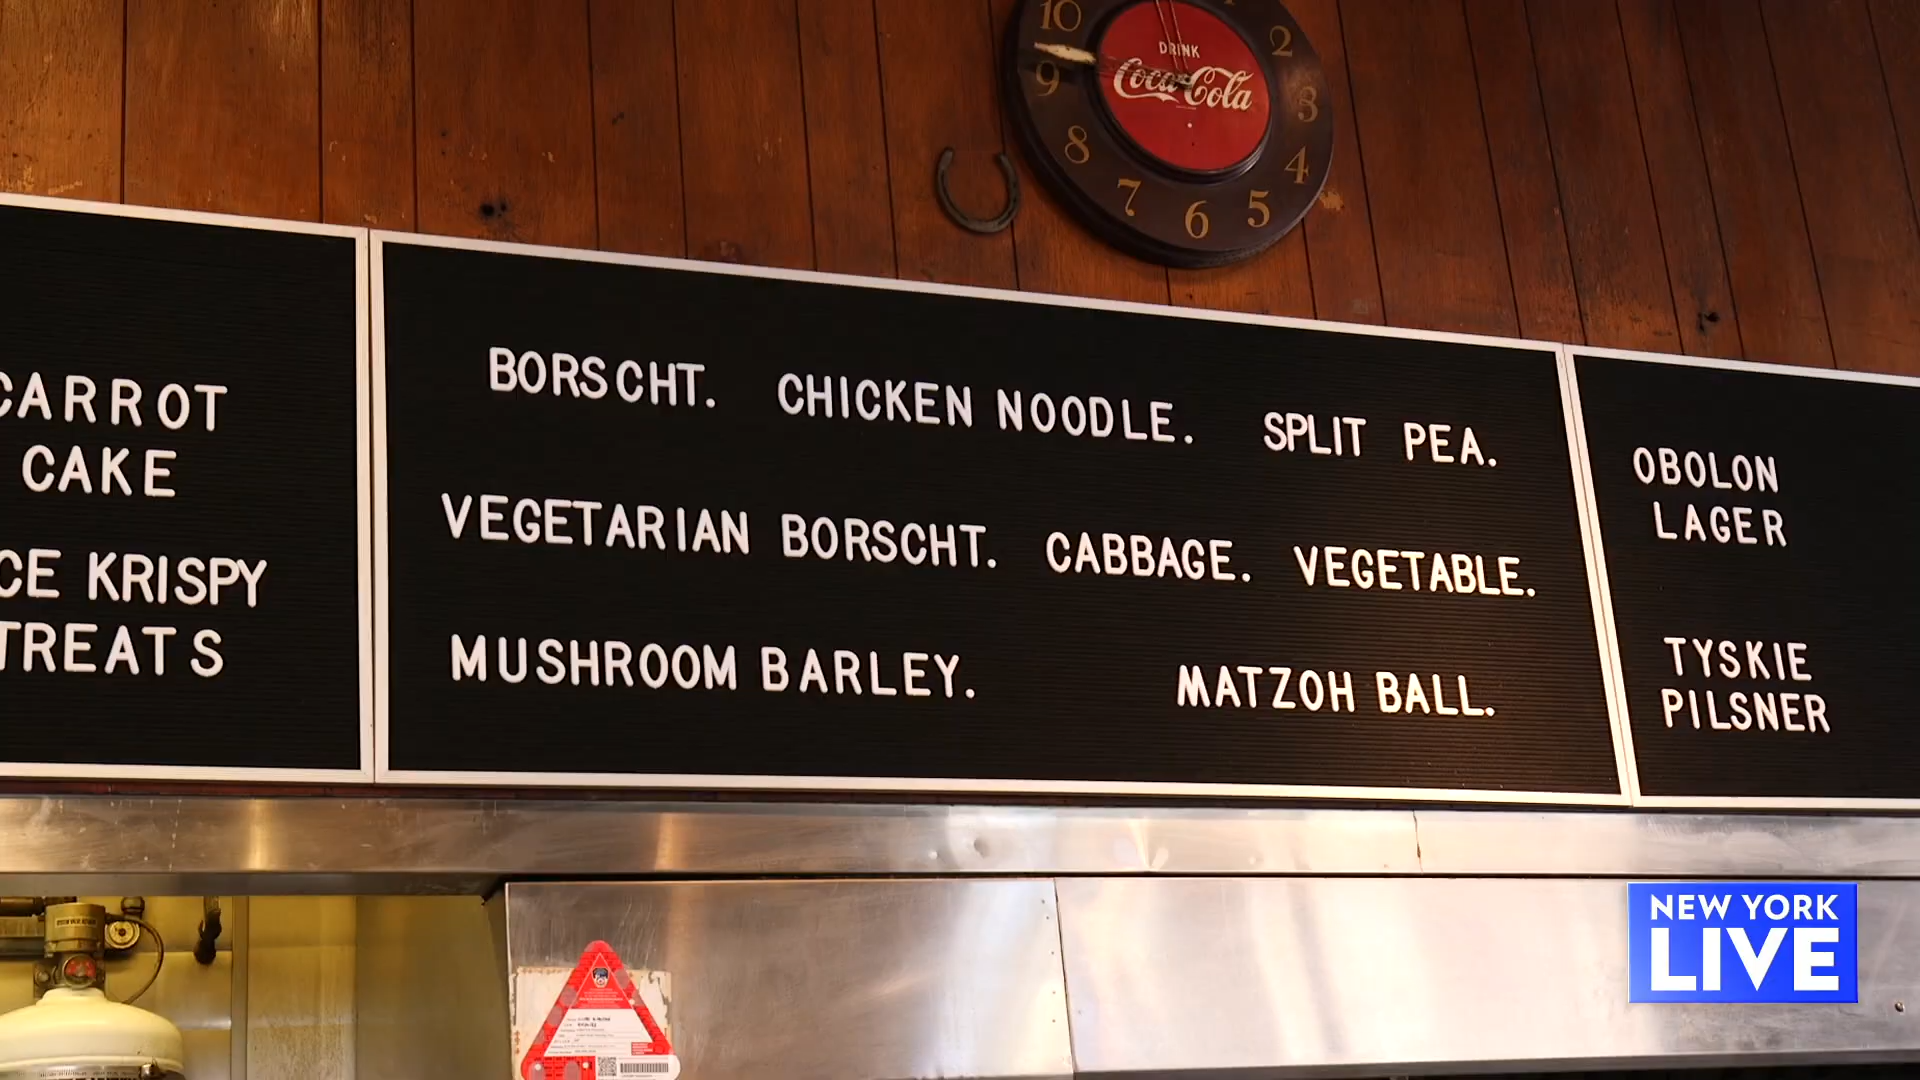 10
2
9
3
8
4
7
6
5
DRINK
Coca-Cola
CARROT
CAKE
CE KRISPY
TREATS
BORSCHT. CHICKEN NOODLE. SPLIT PEA.
VEGETARIAN BORSCHT. CABBAGE. VEGETABLE.
MUSHROOM BARLEY. MATZOH BALL.
OBOLON
LAGER
TYSKIE
PILSNER
NEW YORK
LIVE